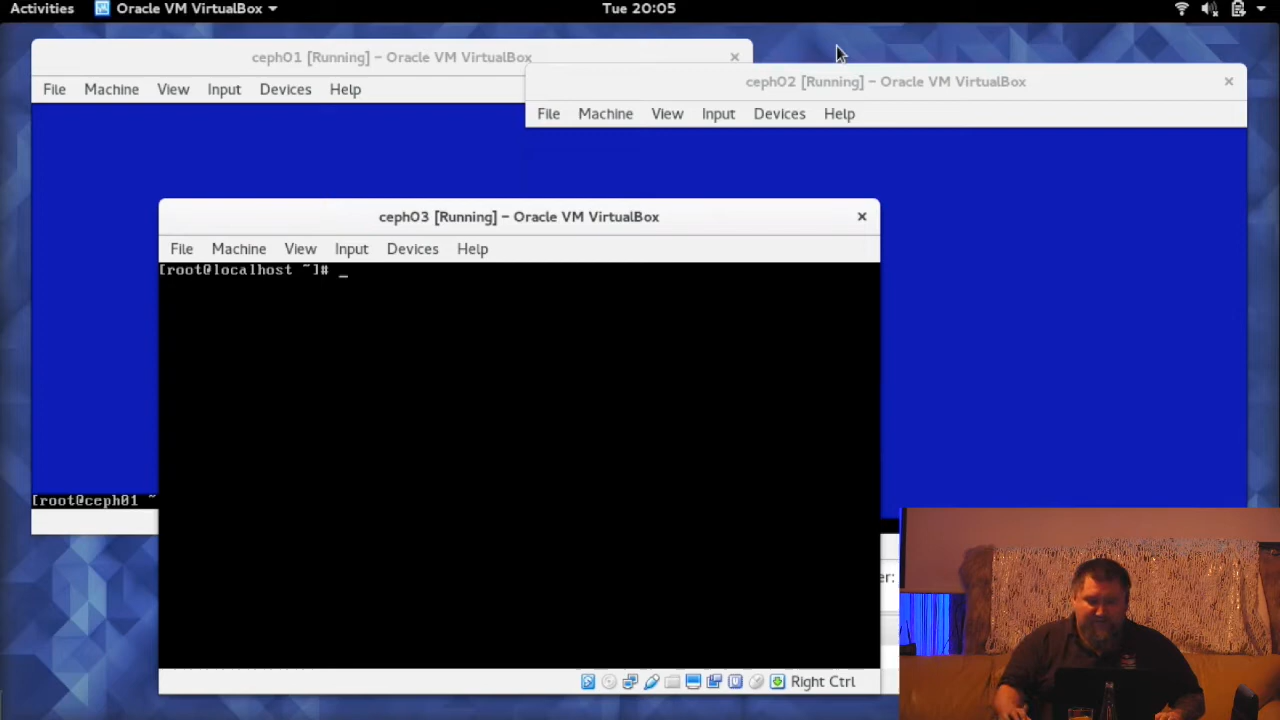 Activities Oracle VM VirtualBox Tue 20:05
ceph01 [Running] – Oracle VM VirtualBox ×
File Machine View Input Devices Help
ceph02 [Running] – Oracle VM VirtualBox ×
File Machine View Input Devices Help
ceph03 [Running] – Oracle VM VirtualBox ×
File Machine View Input Devices Help
[root@localhost ~]# _
[root@ceph01 ~
er:
Right Ctrl